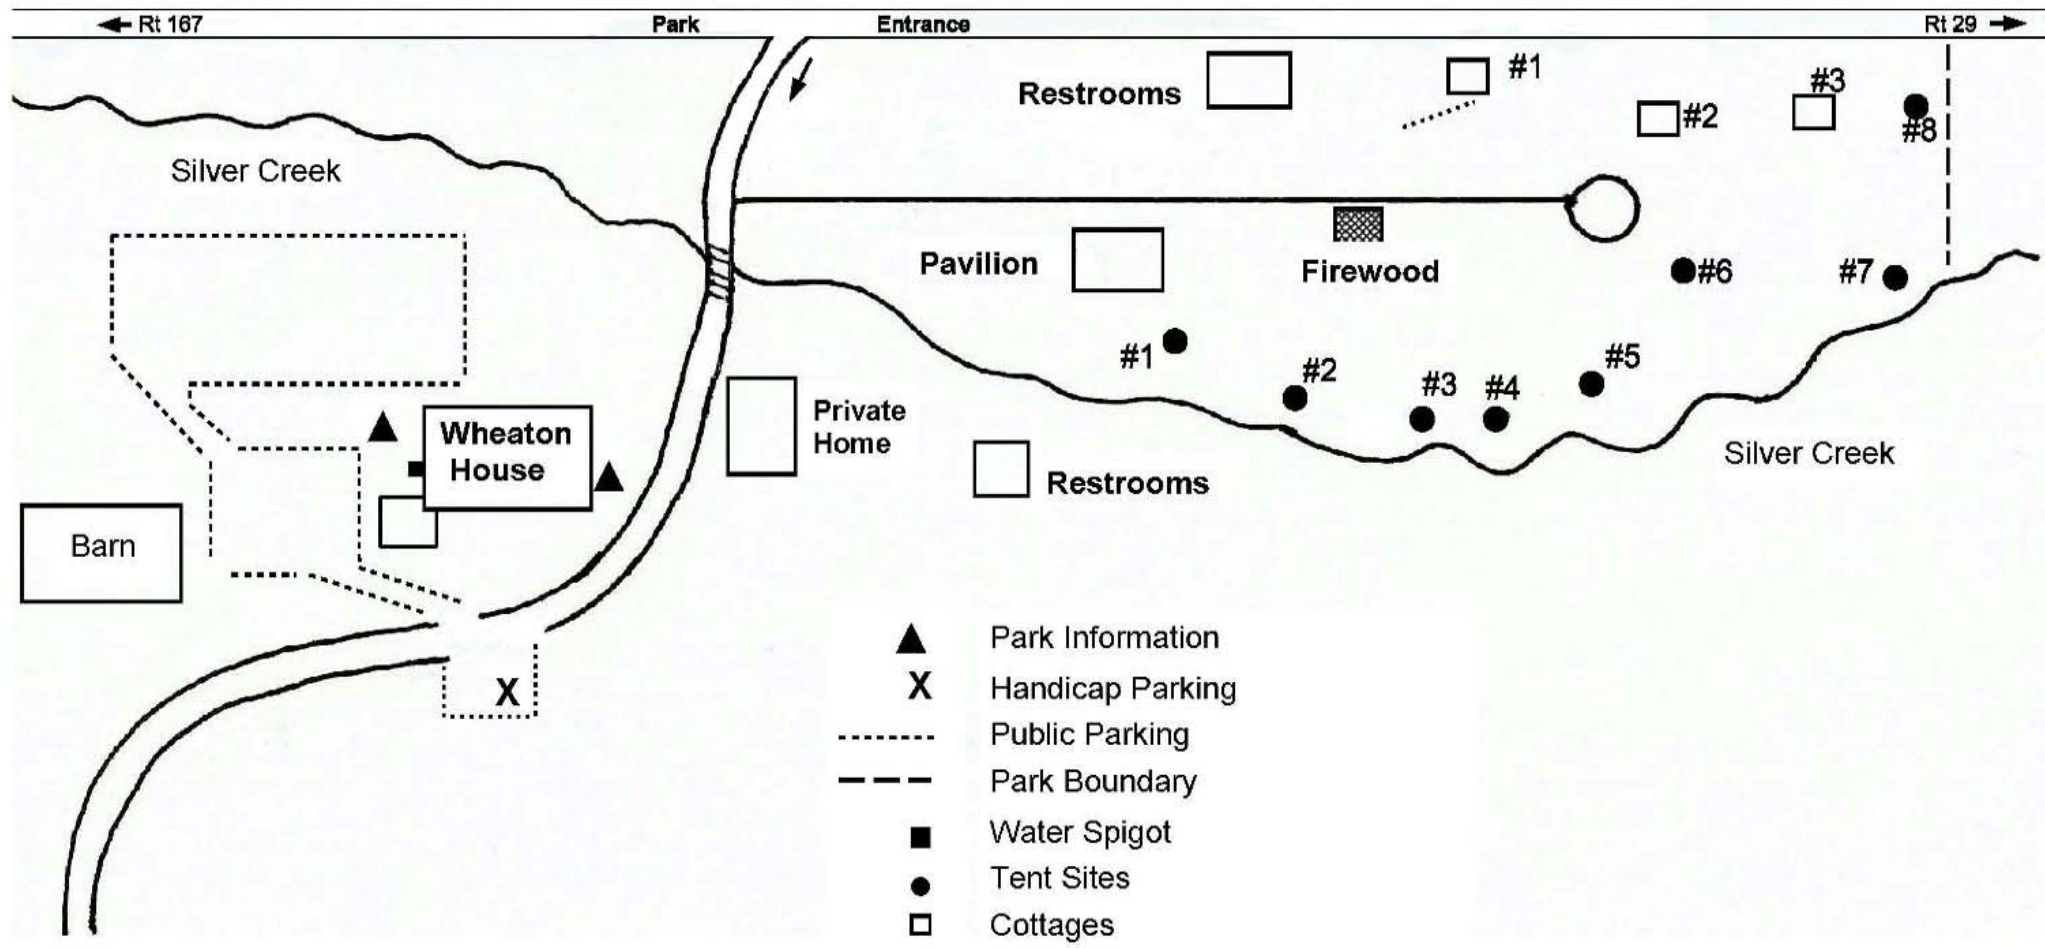 Rt 167
Park Entrance
Rt 29
Restrooms
#1
#2
#3
#8
Silver Creek
Pavilion
Firewood
#6
#7
#1
#2
#3
#4
#5
Private
Home
Wheaton
House
Restrooms
Silver Creek
Barn
X
Park Information
X Handicap Parking
Public Parking
Park Boundary
Water Spigot
Tent Sites
Cottages